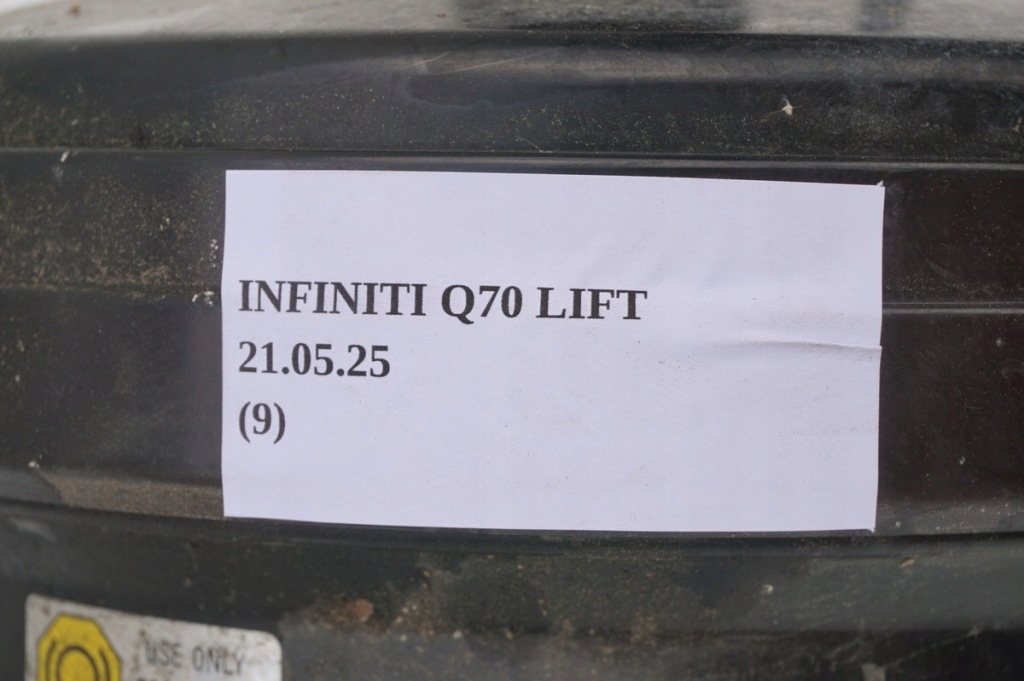 INFINITI Q70 LIFT
21.05.25
(9)
USE ONLY